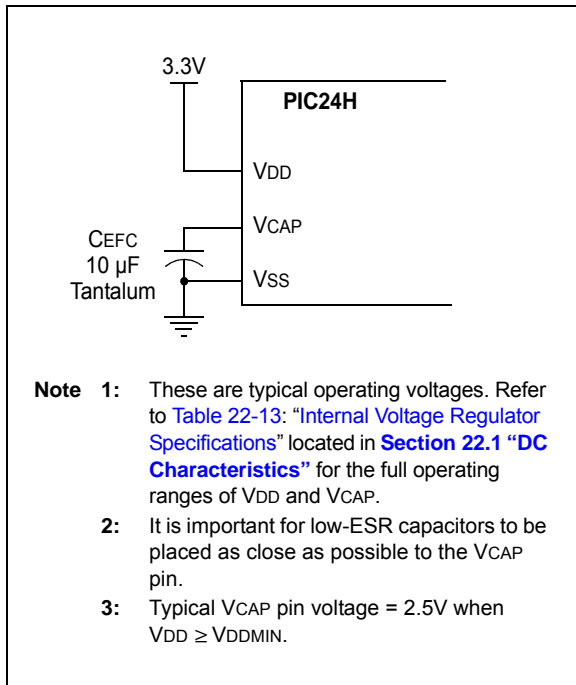 3.3V
PIC24H
VDD
VCAP
CEFC
10 µF
Tantalum
VSS
Note 1: These are typical operating voltages. Refer
to Table 22-13: “Internal Voltage Regulator
Specifications” located in Section 22.1 “DC
Characteristics” for the full operating
ranges of VDD and VCAP.
2: It is important for low-ESR capacitors to be
placed as close as possible to the VCAP
pin.
3: Typical VCAP pin voltage = 2.5V when
VDD ≥ VDDMIN.